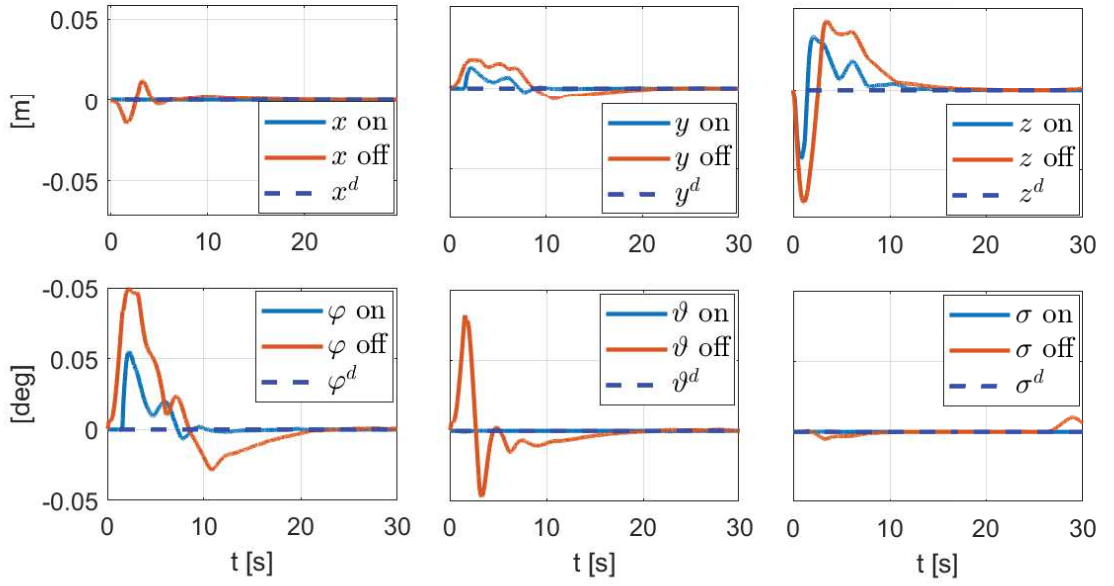 0.05
0
-0.05
[m]
x on
x off
x^d
0 10 20
y on
y off
y^d
0 10 20 30
z on
z off
z^d
0 10 20 30
-0.05
0.05
0
-0.05
[deg]
φ on
φ off
φ^d
0 10 20 30
t [s]
ϑ on
ϑ off
ϑ^d
0 10 20 30
t [s]
σ on
σ off
σ^d
0 10 20 30
t [s]